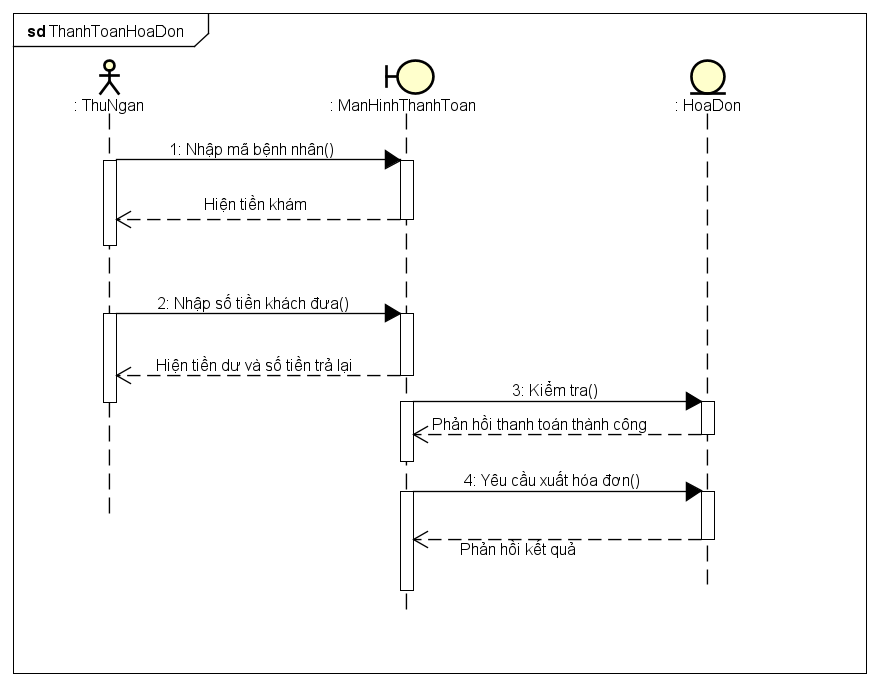 sd ThanhToanHoaDon
: ThuNgan
: ManHinhThanhToan
: HoaDon
1: Nhập mã bệnh nhân()
Hiện tiền khám
2: Nhập số tiền khách đưa()
Hiện tiền dư và số tiền trả lại
3: Kiểm tra()
Phản hồi thanh toán thành công
4: Yêu cầu xuất hóa đơn()
Phản hồi kết quả